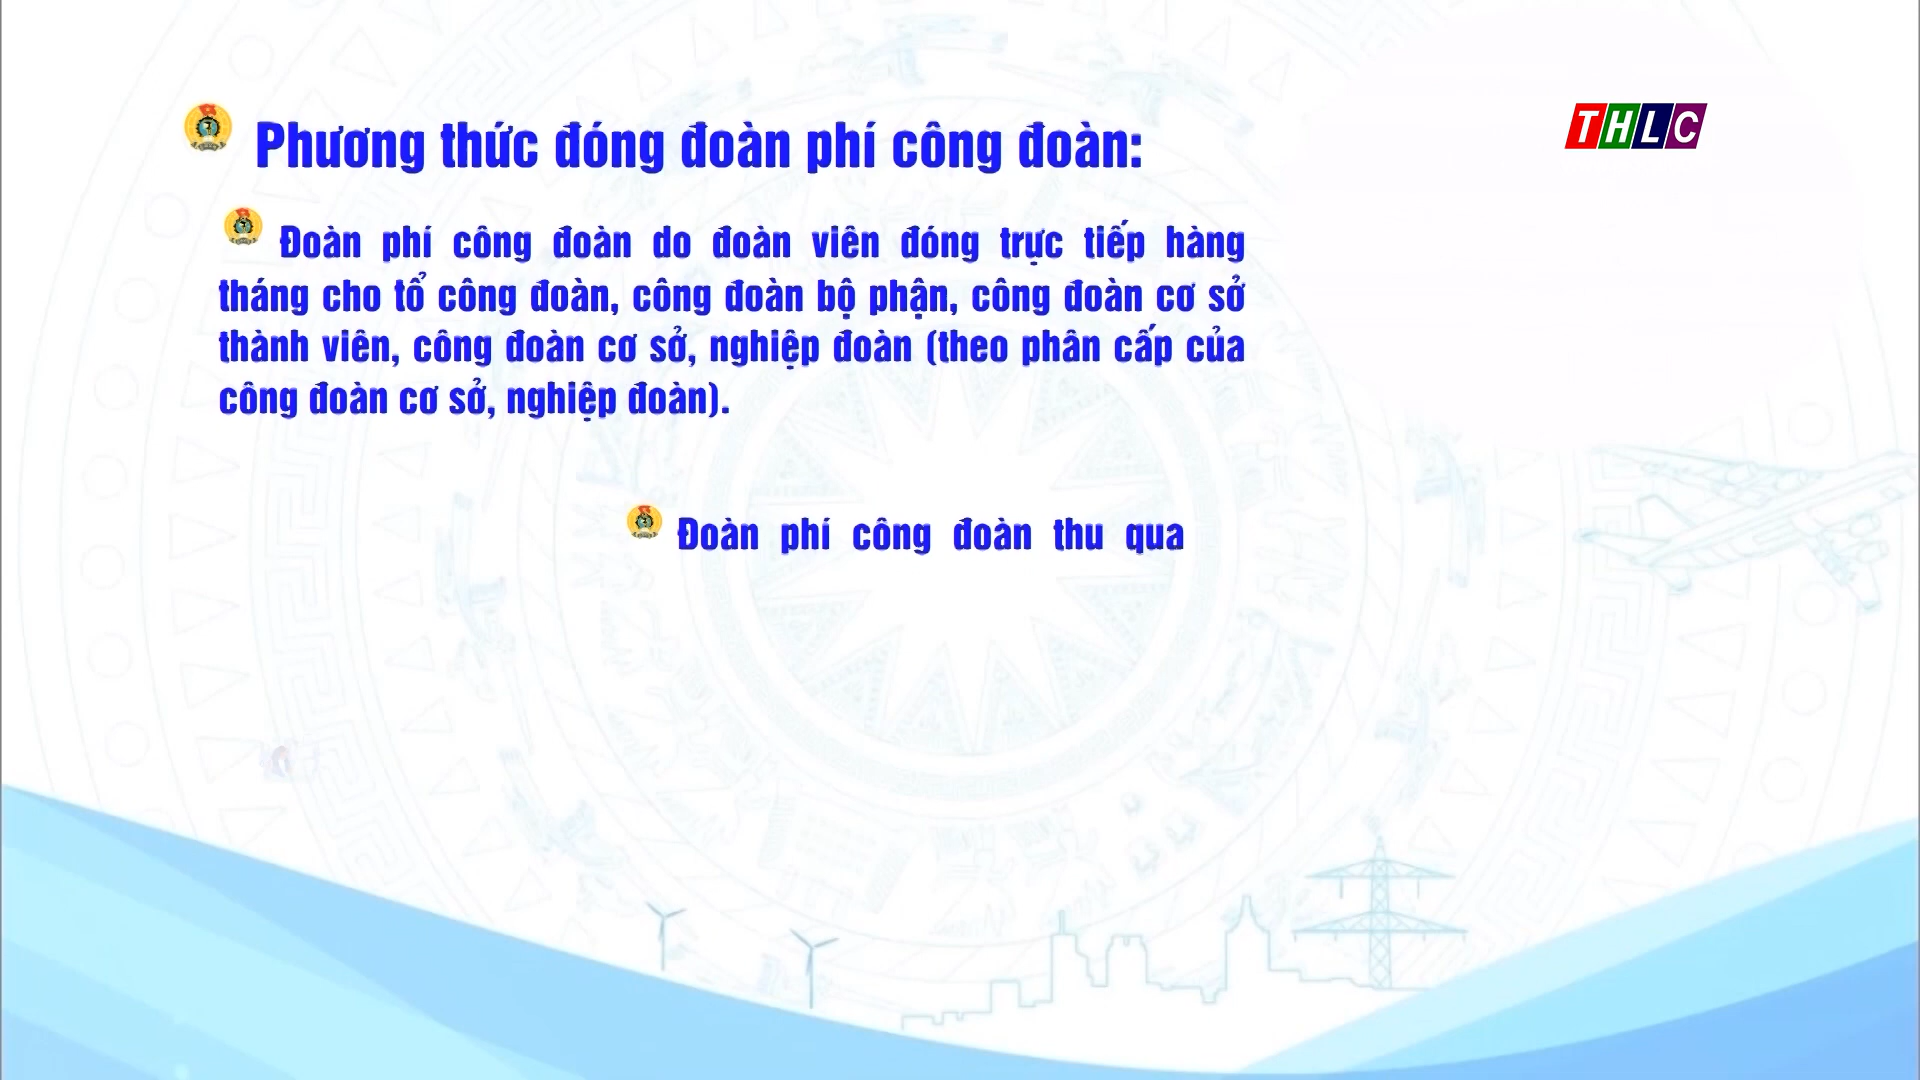 THLC
Phương thức đóng đoàn phí công đoàn:
Đoàn phí công đoàn do đoàn viên đóng trực tiếp hàng
tháng cho tổ công đoàn, công đoàn bộ phận, công đoàn cơ sở
thành viên, công đoàn cơ sở, nghiệp đoàn (theo phân cấp của
công đoàn cơ sở, nghiệp đoàn).
Đoàn phí công đoàn thu qua